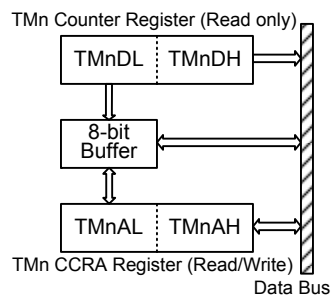 TMn Counter Register (Read only)
TMnDL TMnDH
8-bit
Buffer
TMnAL TMnAH
TMn CCRA Register (Read/Write)
Data Bus